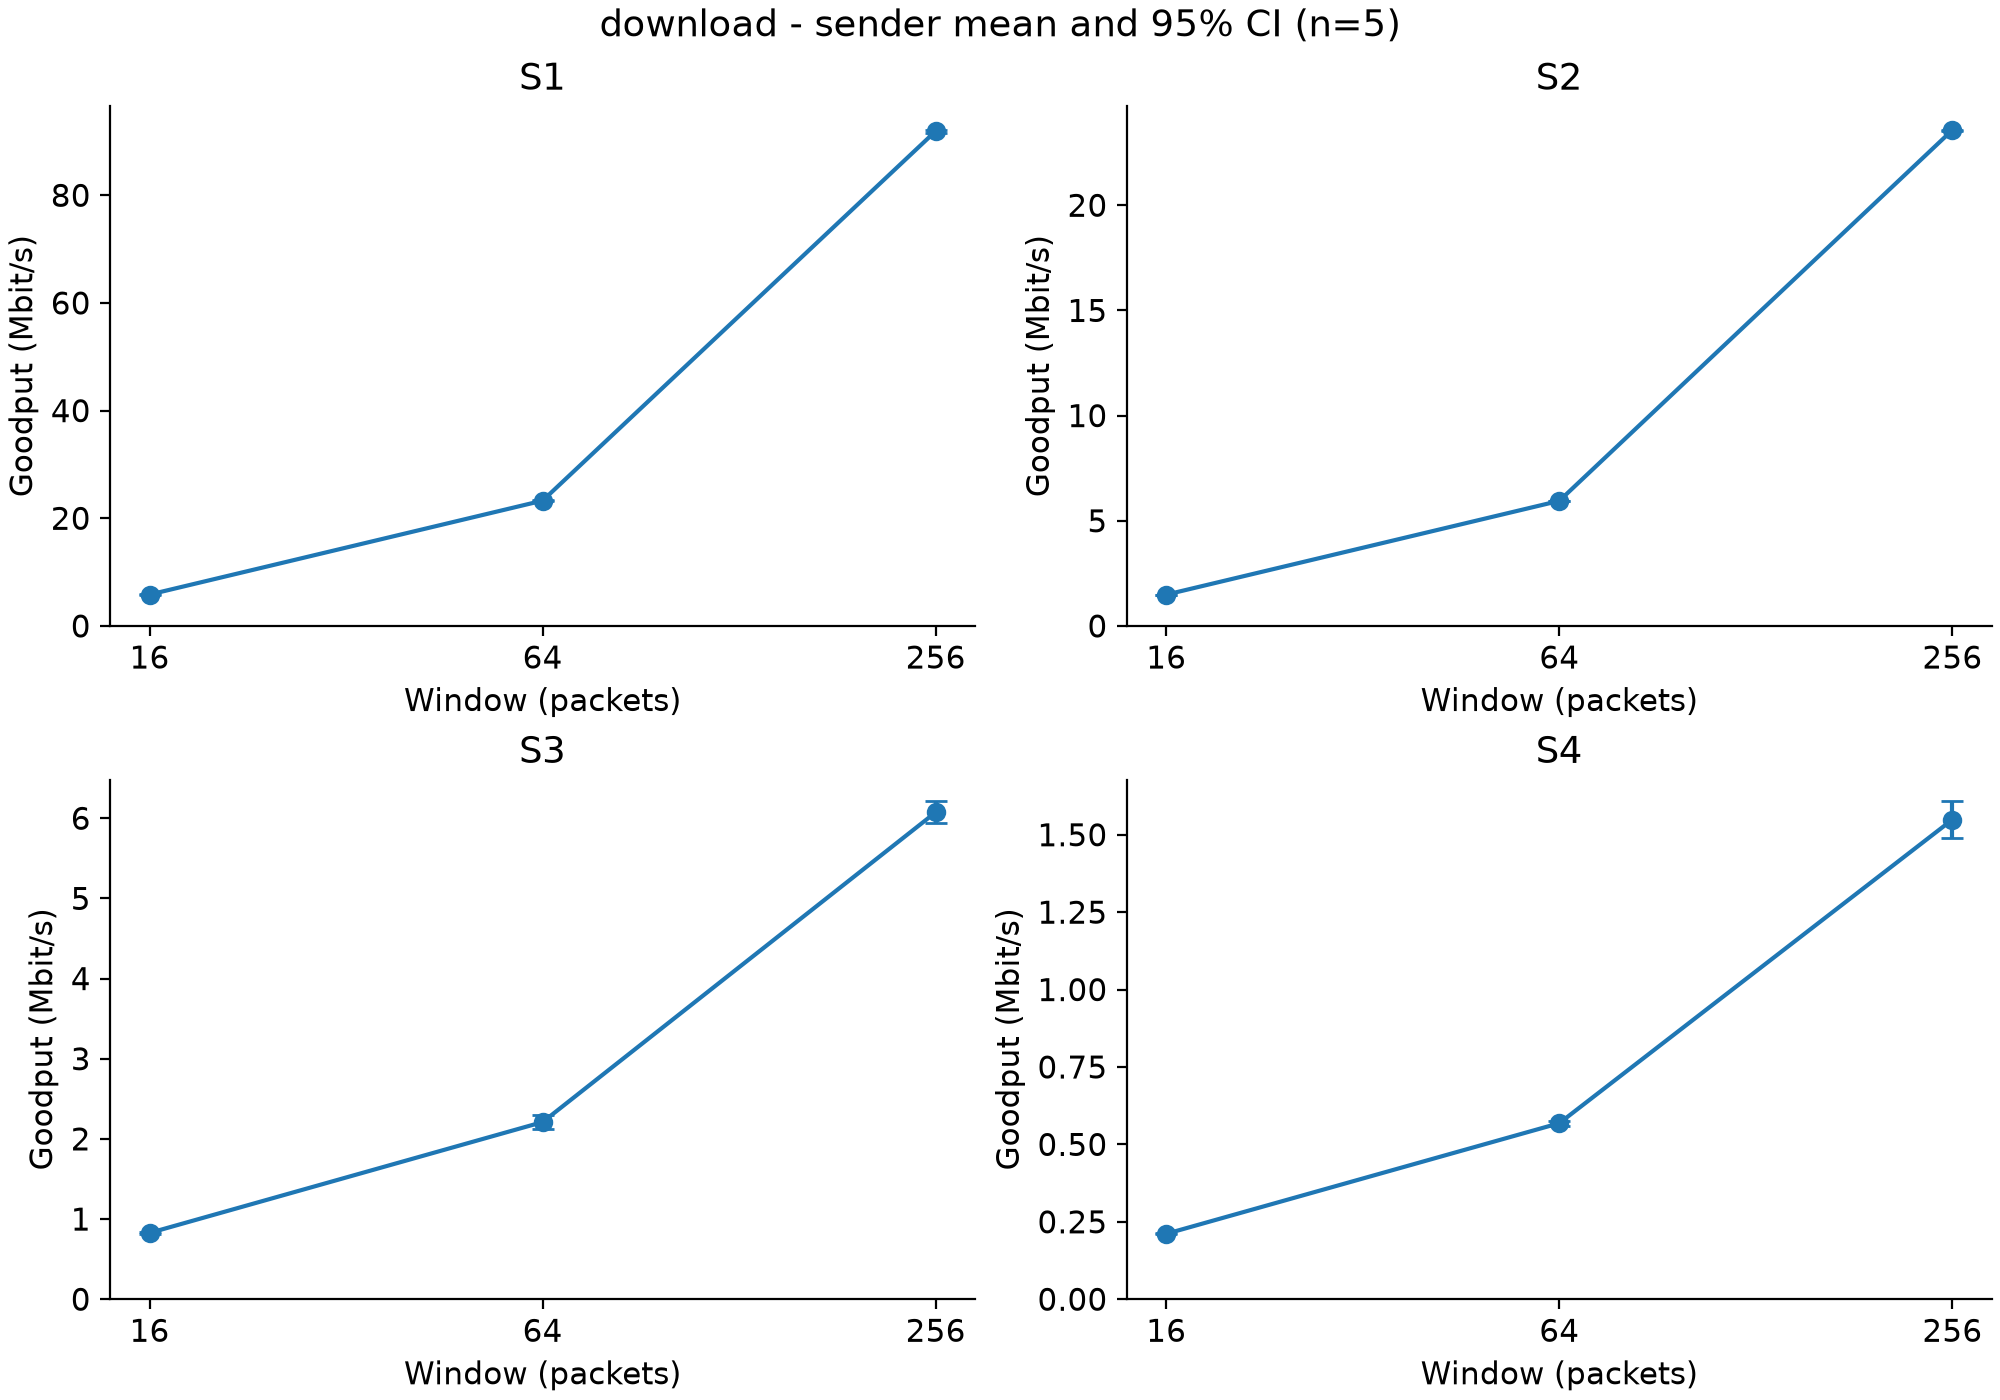 download - sender mean and 95% CI (n=5)
S1
Goodput (Mbit/s)
80
60
40
20
0
16 64 256
Window (packets)
S2
Goodput (Mbit/s)
20
15
10
5
0
16 64 256
Window (packets)
S3
Goodput (Mbit/s)
6
5
4
3
2
1
0
16 64 256
Window (packets)
S4
Goodput (Mbit/s)
1.50
1.25
1.00
0.75
0.50
0.25
0.00
16 64 256
Window (packets)